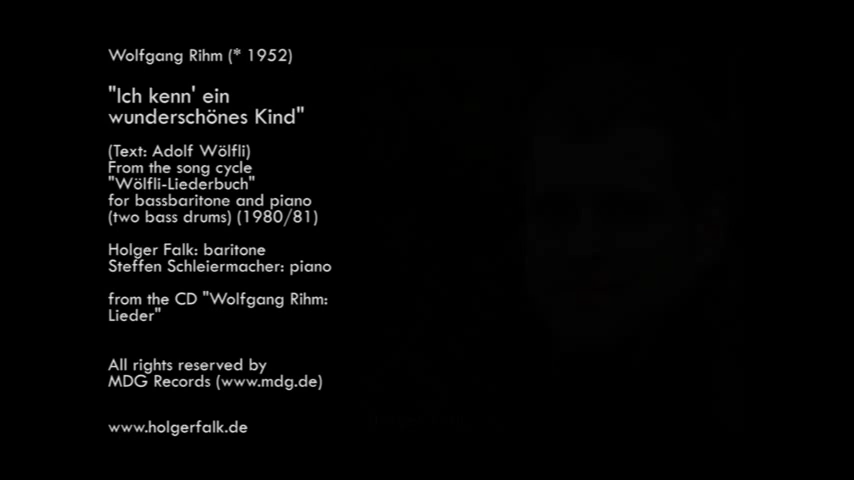 Wolfgang Rihm (* 1952)
"Ich kenn' ein
wunderschönes Kind"
(Text: Adolf Wölfli)
From the song cycle
"Wölfli-Liederbuch"
for bassbaritone and piano
(two bass drums) (1980/81)
Holger Falk: baritone
Steffen Schleiermacher: piano
from the CD "Wolfgang Rihm:
Lieder"
All rights reserved by
MDG Records (www.mdg.de)
www.holgerfalk.de